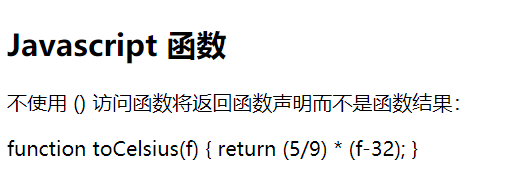 Javascript 函数
不使用 () 访问函数将返回函数声明而不是函数结果：
function toCelsius(f) { return (5/9) * (f-32); }